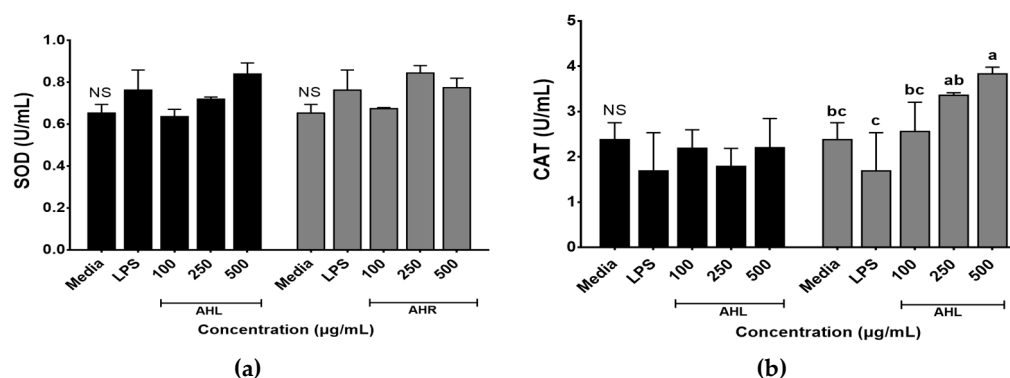 SOD (U/mL)
1.0
0.8
0.6
0.4
0.2
0.0
NS
NS
Media
LPS
100
250
500
Media
LPS
100
250
500
AHL
AHR
Concentration (µg/mL)
(a)
CAT (U/mL)
5
4
3
2
1
0
NS
bc
c
bc
ab
a
Media
LPS
100
250
500
Media
LPS
100
250
500
AHL
AHL
Concentration (µg/mL)
(b)